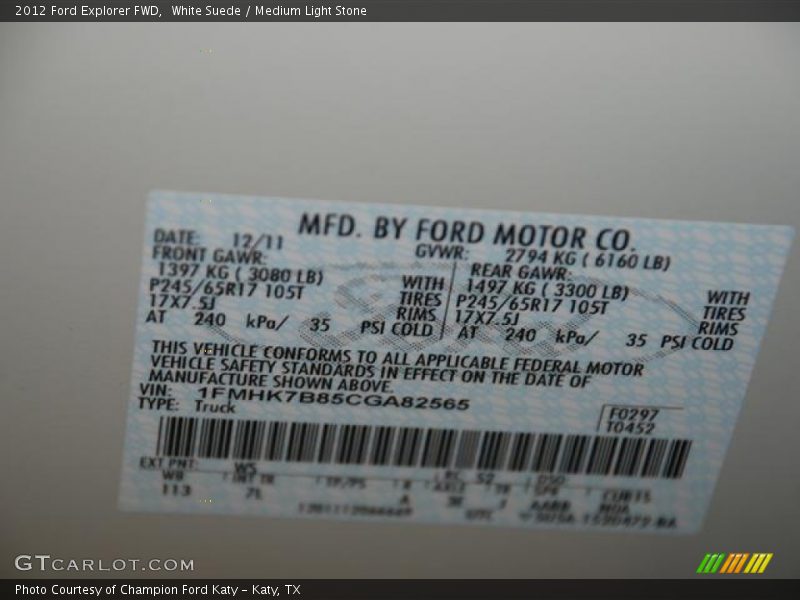 2012 Ford Explorer FWD,  White Suede / Medium Light Stone
MFD. BY FORD MOTOR CO.
DATE: 12/11 GVWR: 2794 KG ( 6160 LB)
FRONT GAWR: REAR GAWR:
1397 KG ( 3080 LB) WITH 1497 KG ( 3300 LB) WITH
P245/65R17 105T TIRES P245/65R17 105T TIRES
17X7.5J RIMS 17X7.5J RIMS
AT 240 kPa/ 35 PSI COLD AT 240 kPa/ 35 PSI COLD
THIS VEHICLE CONFORMS TO ALL APPLICABLE FEDERAL MOTOR
VEHICLE SAFETY STANDARDS IN EFFECT ON THE DATE OF
MANUFACTURE SHOWN ABOVE.
VIN: 1FMHK7B85CGA82565
TYPE: Truck F0297
T0452
EXT PNT: WS
WB
113 7L
GTCARLOT.COM
Photo Courtesy of Champion Ford Katy – Katy, TX